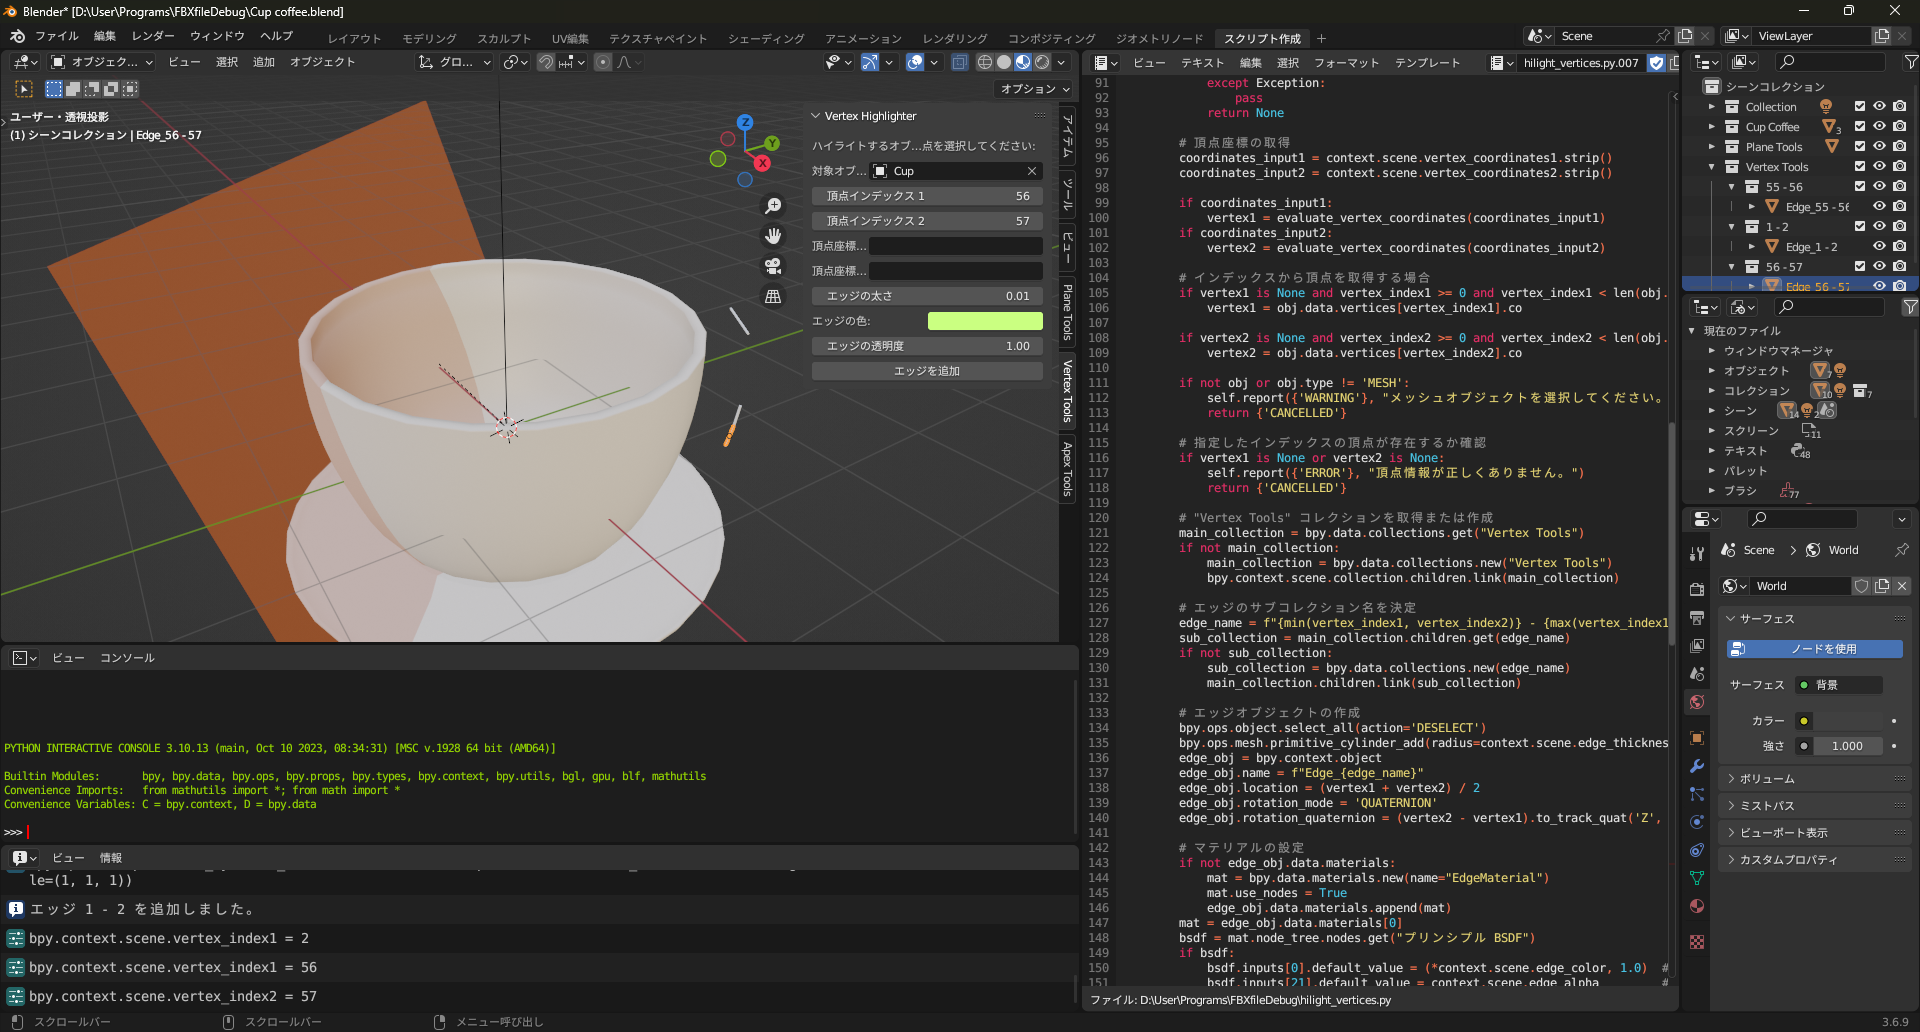 Blender* [D:\User\Programs\FBXfileDebug\Cup coffee.blend]
ファイル 編集 レンダー ウィンドウ ヘルプ
レイアウト モデリング スカルプト UV編集 テクスチャペイント シェーディング アニメーション レンダリング コンポジティング ジオメトリノード スクリプト作成 +
Scene
ViewLayer
オブジェク... ビュー 選択 追加 オブジェクト グロ...
オプション
ユーザー・透視投影
(1) シーンコレクション | Edge_56 - 57
Z
Y
X
Vertex Highlighter
ハイライトするオブ...点を選択してください:
対象オブ... Cup
頂点インデックス 1 56
頂点インデックス 2 57
頂点座標...
頂点座標...
エッジの太さ 0.01
エッジの色:
エッジの透明度 1.00
エッジを追加
アイテム
ツール
ビュー
Plane Tools
Vertex Tools
Apex Tools
ビュー コンソール
PYTHON INTERACTIVE CONSOLE 3.10.13 (main, Oct 10 2023, 08:34:31) [MSC v.1928 64 bit (AMD64)]
Builtin Modules: bpy, bpy.data, bpy.ops, bpy.props, bpy.types, bpy.context, bpy.utils, bgl, gpu, blf, mathutils
Convenience Imports: from mathutils import *; from math import *
Convenience Variables: C = bpy.context, D = bpy.data
>>>
ビュー 情報
le=(1, 1, 1))
エッジ 1 - 2 を追加しました。
bpy.context.scene.vertex_index1 = 2
bpy.context.scene.vertex_index1 = 56
bpy.context.scene.vertex_index2 = 57
ビュー テキスト 編集 選択 フォーマット テンプレート hilight_vertices.py.007
91 except Exception:
92 pass
93 return None
94
95 # 頂点座標の取得
96 coordinates_input1 = context.scene.vertex_coordinates1.strip()
97 coordinates_input2 = context.scene.vertex_coordinates2.strip()
98
99 if coordinates_input1:
100 vertex1 = evaluate_vertex_coordinates(coordinates_input1)
101 if coordinates_input2:
102 vertex2 = evaluate_vertex_coordinates(coordinates_input2)
103
104 # インデックスから頂点を取得する場合
105 if vertex1 is None and vertex_index1 >= 0 and vertex_index1 < len(obj.
106 vertex1 = obj.data.vertices[vertex_index1].co
107
108 if vertex2 is None and vertex_index2 >= 0 and vertex_index2 < len(obj.
109 vertex2 = obj.data.vertices[vertex_index2].co
110
111 if not obj or obj.type != 'MESH':
112 self.report({'WARNING'}, "メッシュオブジェクトを選択してください。
113 return {'CANCELLED'}
114
115 # 指定したインデックスの頂点が存在するか確認
116 if vertex1 is None or vertex2 is None:
117 self.report({'ERROR'}, "頂点情報が正しくありません。")
118 return {'CANCELLED'}
119
120 # "Vertex Tools" コレクションを取得または作成
121 main_collection = bpy.data.collections.get("Vertex Tools")
122 if not main_collection:
123 main_collection = bpy.data.collections.new("Vertex Tools")
124 bpy.context.scene.collection.children.link(main_collection)
125
126 # エッジのサブコレクション名を決定
127 edge_name = f"{min(vertex_index1, vertex_index2)} - {max(vertex_index1
128 sub_collection = main_collection.children.get(edge_name)
129 if not sub_collection:
130 sub_collection = bpy.data.collections.new(edge_name)
131 main_collection.children.link(sub_collection)
132
133 # エッジオブジェクトの作成
134 bpy.ops.object.select_all(action='DESELECT')
135 bpy.ops.mesh.primitive_cylinder_add(radius=context.scene.edge_thicknes
136 edge_obj = bpy.context.object
137 edge_obj.name = f"Edge_{edge_name}"
138 edge_obj.location = (vertex1 + vertex2) / 2
139 edge_obj.rotation_mode = 'QUATERNION'
140 edge_obj.rotation_quaternion = (vertex2 - vertex1).to_track_quat('Z',
141
142 # マテリアルの設定
143 if not edge_obj.data.materials:
144 mat = bpy.data.materials.new(name="EdgeMaterial")
145 mat.use_nodes = True
146 edge_obj.data.materials.append(mat)
147 mat = edge_obj.data.materials[0]
148 bsdf = mat.node_tree.nodes.get("プリンシプル BSDF")
149 if bsdf:
150 bsdf.inputs[0].default_value = (*context.scene.edge_color, 1.0) #
151 bsdf.inputs[21].default_value = context.scene.edge_alpha #
ファイル: D:\User\Programs\FBXfileDebug\hilight_vertices.py
シーンコレクション
Collection
Cup Coffee 3
Plane Tools
Vertex Tools
55 - 56
Edge_55 - 56
1 - 2
Edge_1 - 2
56 - 57
Edge_56 - 57
現在のファイル
ウィンドウマネージャ
オブジェクト 7
コレクション 10 7
シーン 14 2
スクリーン 11
テキスト 48
パレット
ブラシ 77
Scene > World
World
サーフェス
ノードを使用
サーフェス 背景
カラー
強さ 1.000
ボリューム
ミストパス
ビューポート表示
カスタムプロパティ
スクロールバー スクロールバー メニュー呼び出し
3.6.9